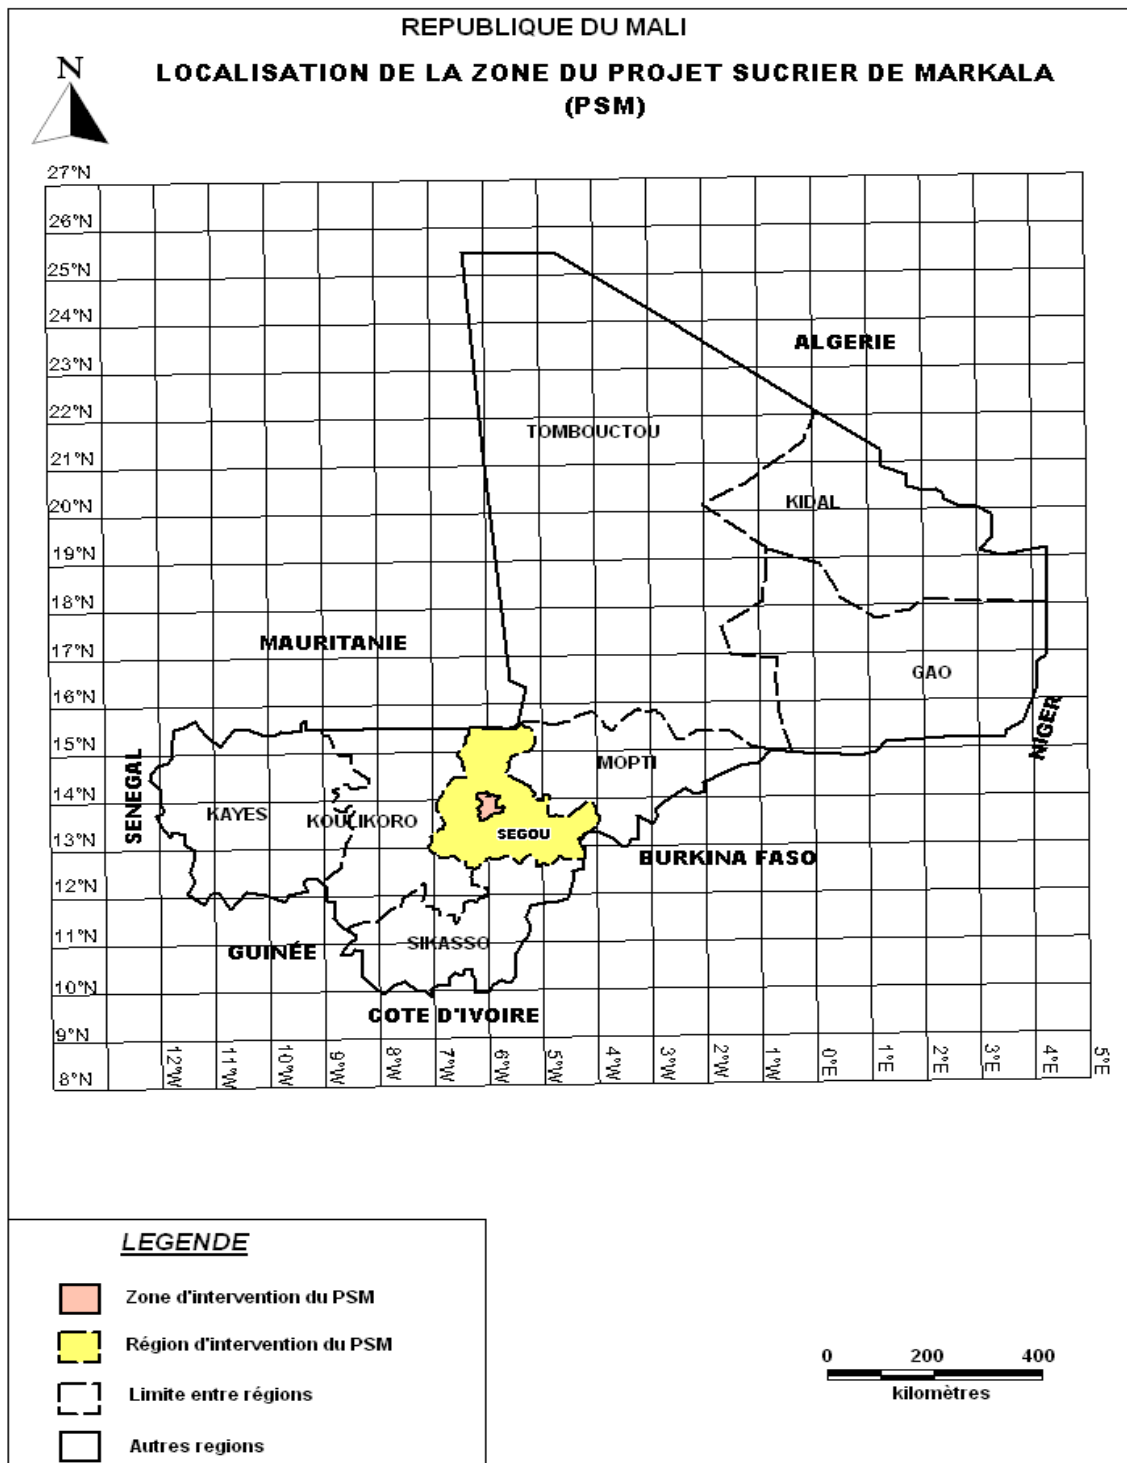 REPUBLIQUE DU MALI
N
LOCALISATION DE LA ZONE DU PROJET SUCRIER DE MARKALA
(PSM)
27°N
26°N
25°N
24°N
23°N
22°N
21°N
20°N
19°N
18°N
17°N
16°N
15°N
14°N
13°N
12°N
11°N
10°N
9°N
8°N
ALGERIE
TOMBOUCTOU
KIDAL
MAURITANIE
GAO
NIGER
SENEGAL
MOPTI
KAYES
KOULIKORO
SEGOU
BURKINA FASO
GUINÉE
SIKASSO
COTE D'IVOIRE
12°W
11°W
10°W
9°W
8°W
7°W
6°W
5°W
4°W
3°W
2°W
1°W
0°E
1°E
2°E
3°E
4°E
5°E
LEGENDE
Zone d'intervention du PSM
Région d'intervention du PSM
Limite entre régions
Autres regions
0 200 400
kilomètres